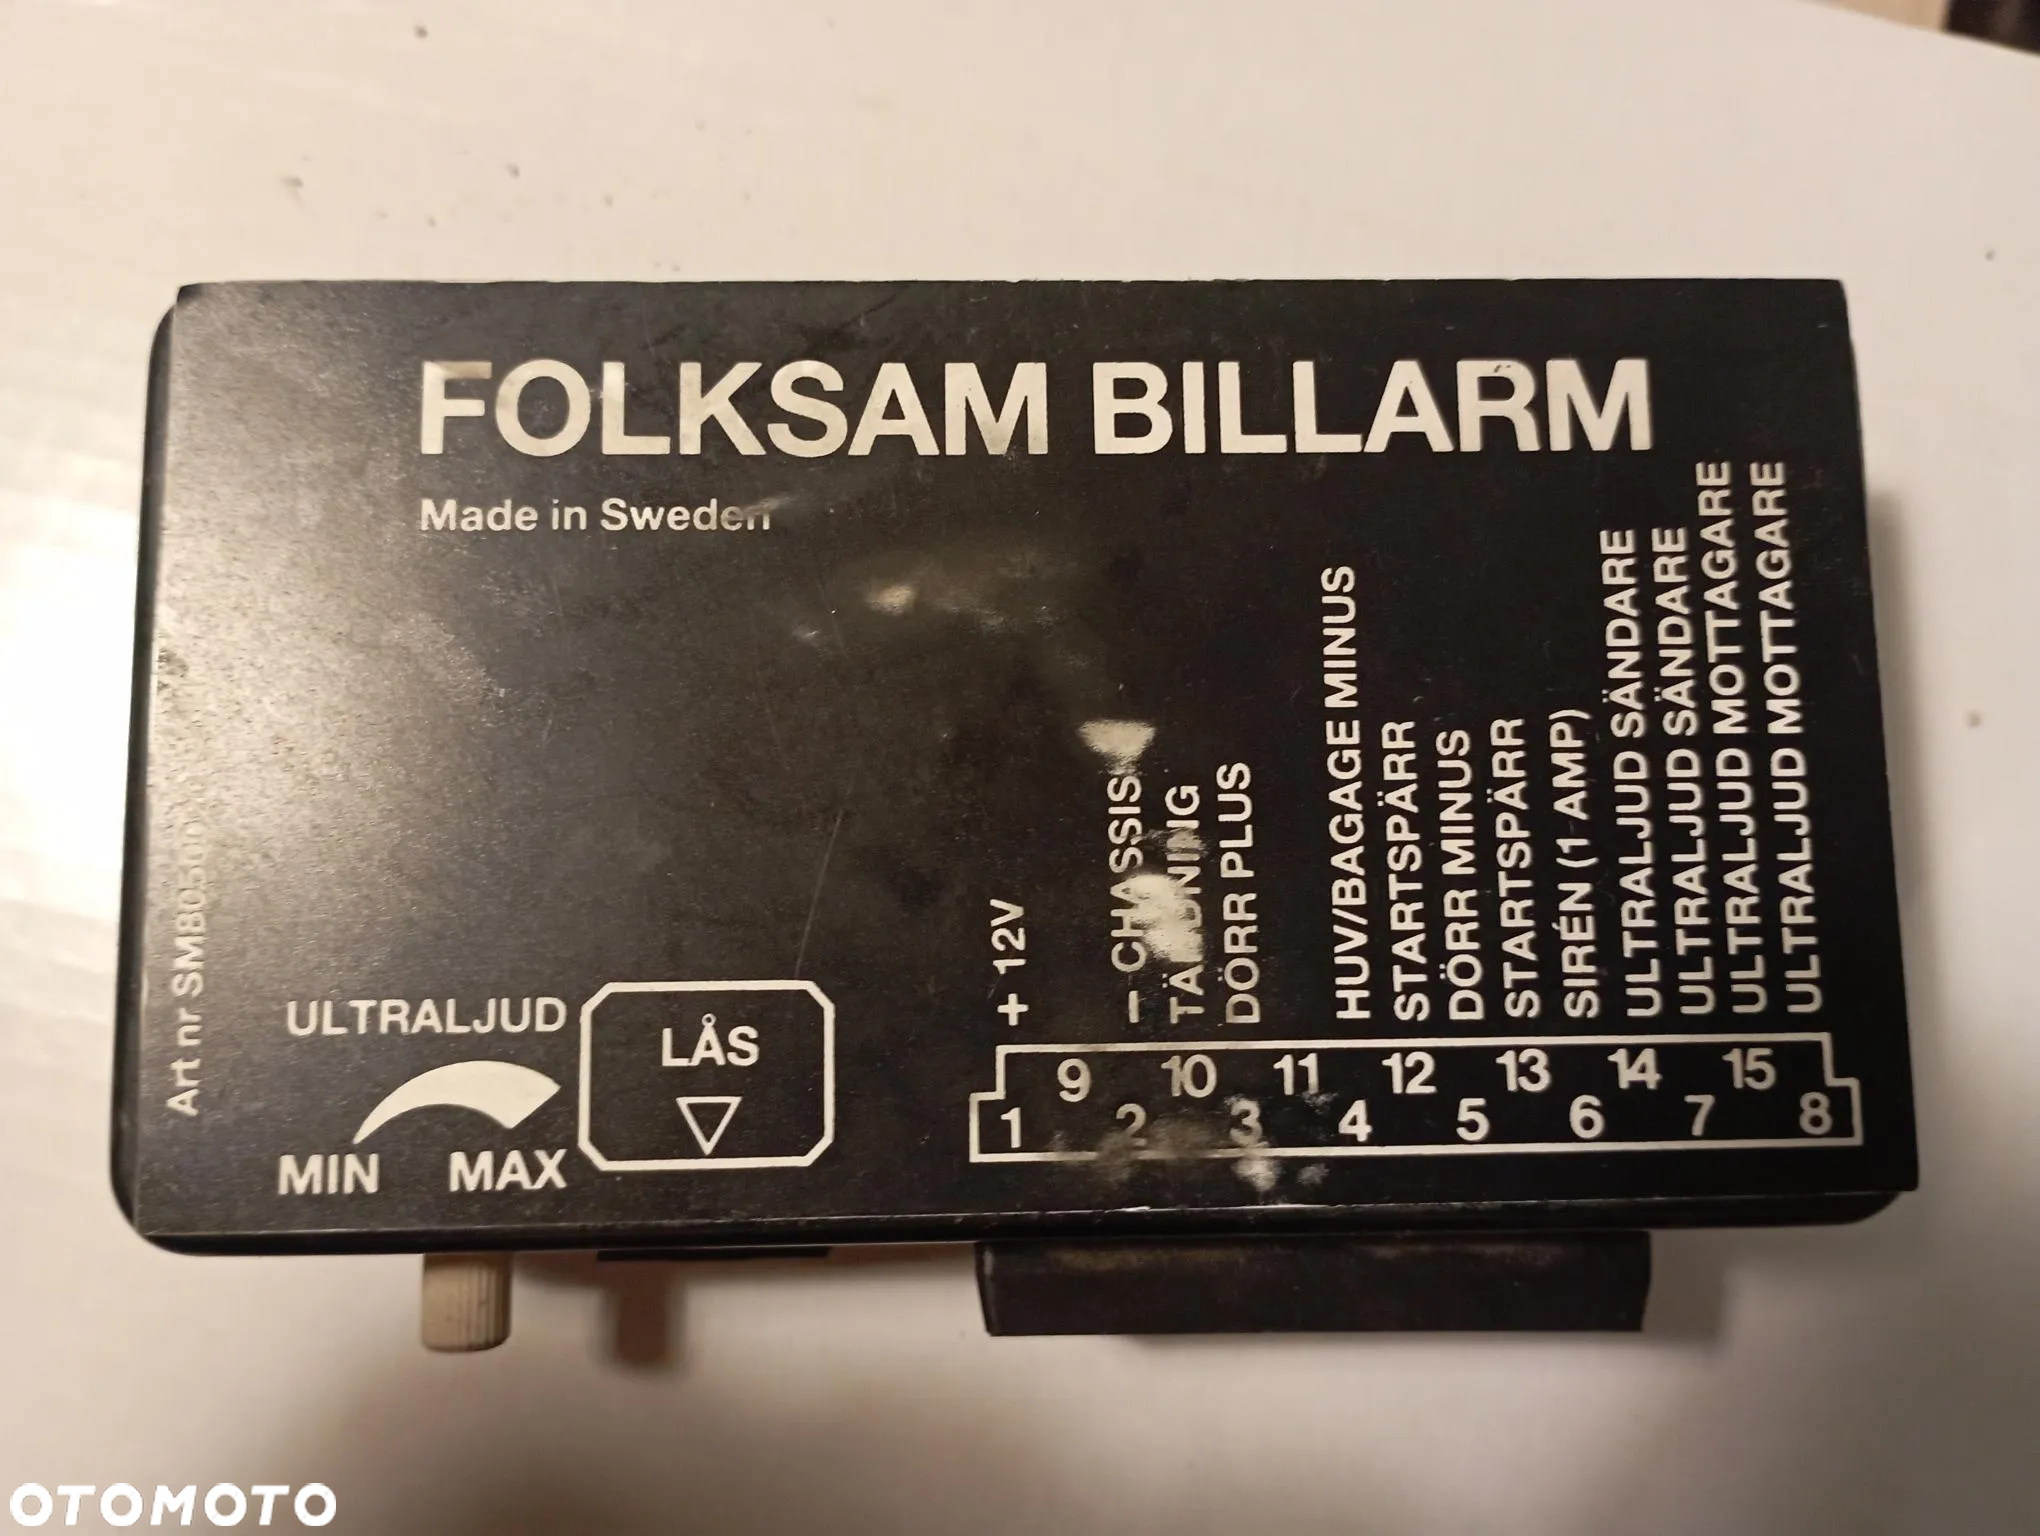 FOLKSAM BILLARM
Made in Sweden
Art nr SM8050
ULTRALJUD
MIN MAX
LÅS
+ 12V
− CHASSIS
TÄNDNING
DÖRR PLUS
HUV/BAGAGE MINUS
STARTSPÄRR
DÖRR MINUS
STARTSPÄRR
SIRÉN (1 AMP)
ULTRALJUD SÄNDARE
ULTRALJUD SÄNDARE
ULTRALJUD MOTTAGARE
ULTRALJUD MOTTAGARE
9 10 11 12 13 14 15
1 2 3 4 5 6 7 8
OTOMOTO